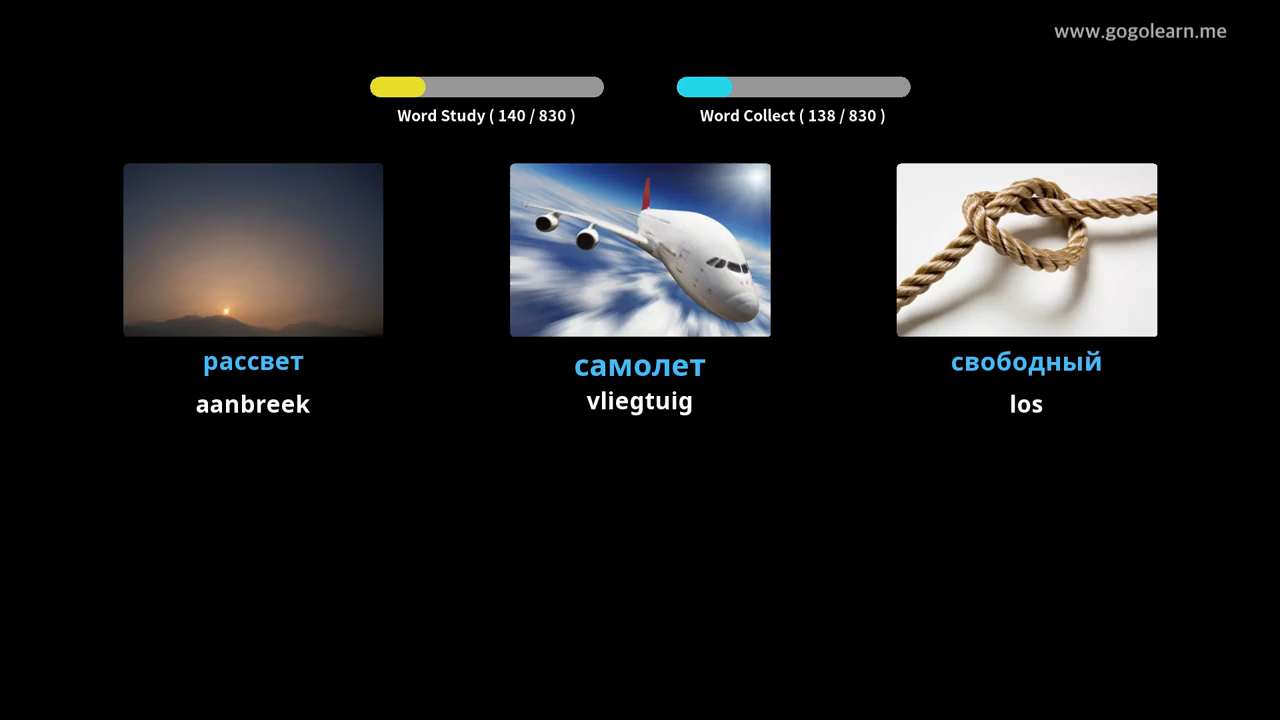 www.gogolearn.me
Word Study ( 140 / 830 )
Word Collect ( 138 / 830 )
рассвет
самолет
свободный
aanbreek
vliegtuig
los